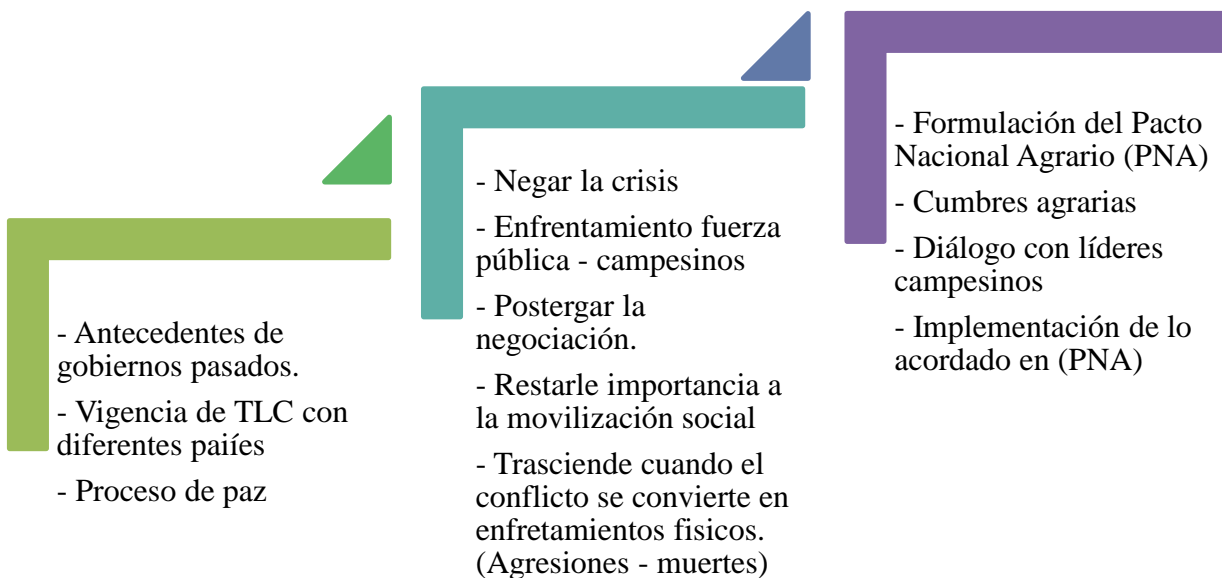 - Antecedentes de
gobiernos pasados.
- Vigencia de TLC con
diferentes paiíes
- Proceso de paz
- Negar la crisis
- Enfrentamiento fuerza
pública - campesinos
- Postergar la
negociación.
- Restarle importancia a
la movilización social
- Trasciende cuando el
conflicto se convierte en
enfretamientos fisicos.
(Agresiones - muertes)
- Formulación del Pacto
Nacional Agrario (PNA)
- Cumbres agrarias
- Diálogo con líderes
campesinos
- Implementación de lo
acordado en (PNA)